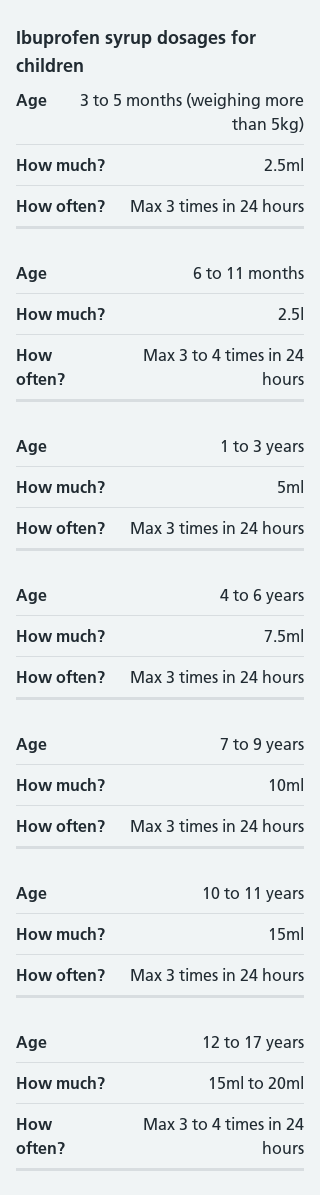 Ibuprofen syrup dosages for
children
Age 3 to 5 months (weighing more
than 5kg)
How much? 2.5ml
How often? Max 3 times in 24 hours
Age 6 to 11 months
How much? 2.5l
How Max 3 to 4 times in 24
often? hours
Age 1 to 3 years
How much? 5ml
How often? Max 3 times in 24 hours
Age 4 to 6 years
How much? 7.5ml
How often? Max 3 times in 24 hours
Age 7 to 9 years
How much? 10ml
How often? Max 3 times in 24 hours
Age 10 to 11 years
How much? 15ml
How often? Max 3 times in 24 hours
Age 12 to 17 years
How much? 15ml to 20ml
How Max 3 to 4 times in 24
often? hours